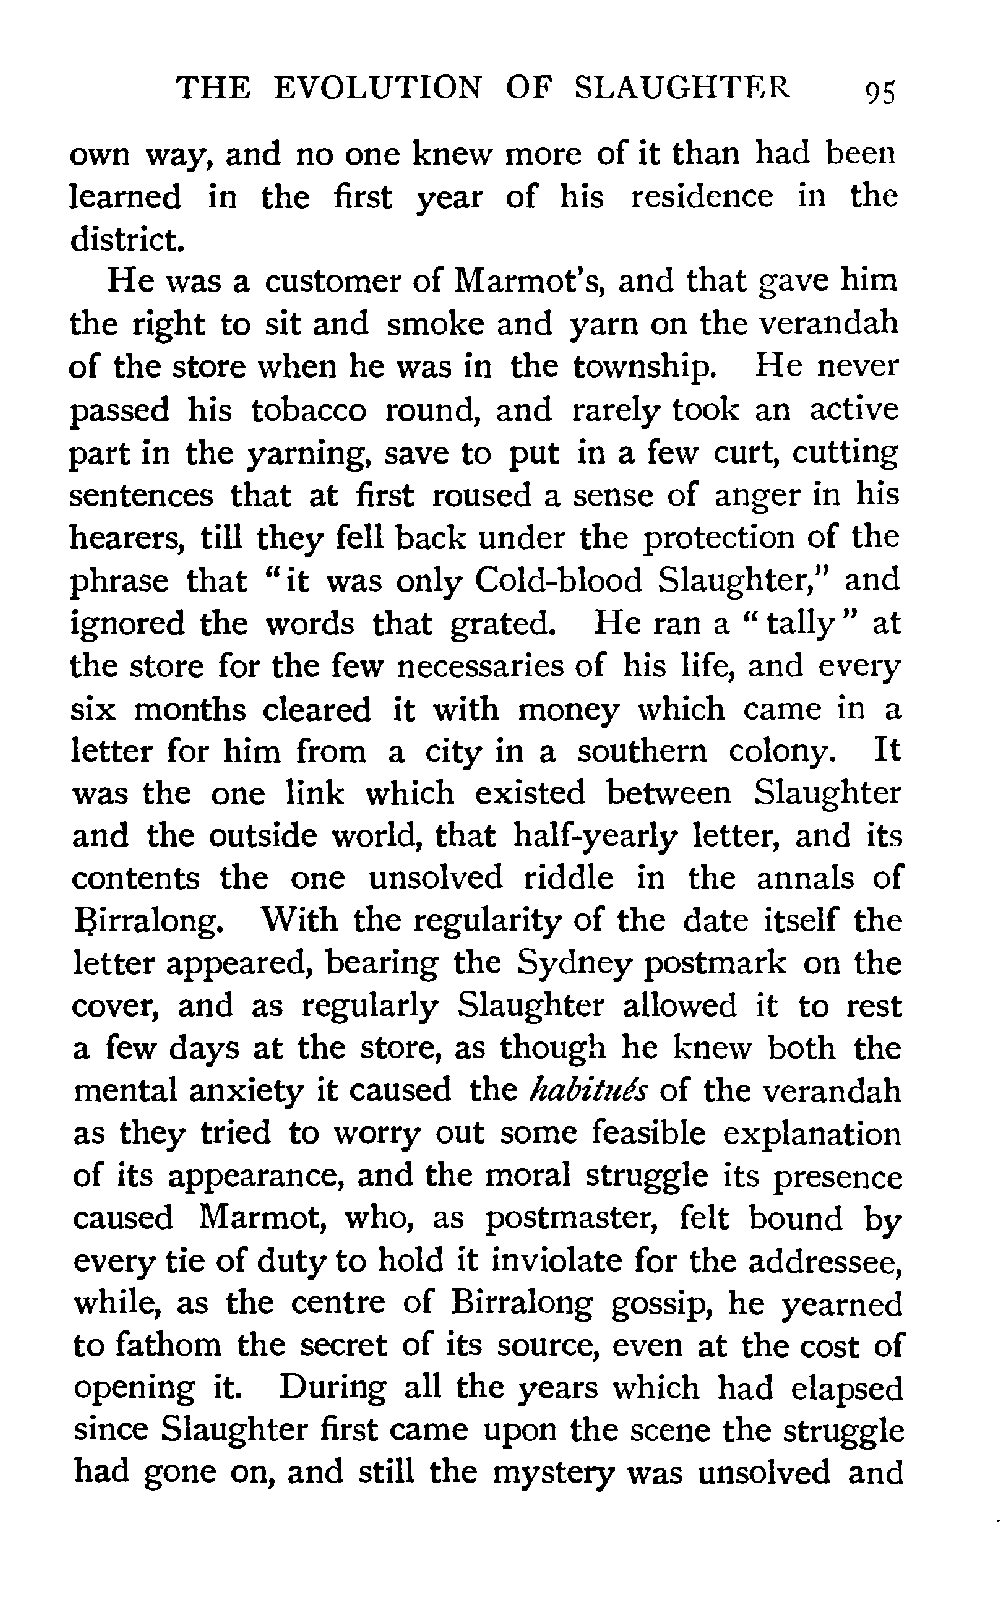 THE EVOLUTION OF SLAUGHTER 95
own way, and no one knew more of it than had been
learned in the first year of his residence in the
district.
He was a customer of Marmot's, and that gave him
the right to sit and smoke and yarn on the verandah
of the store when he was in the township. He never
passed his tobacco round, and rarely took an active
part in the yarning, save to put in a few curt, cutting
sentences that at first roused a sense of anger in his
hearers, till they fell back under the protection of the
phrase that "it was only Cold-blood Slaughter," and
ignored the words that grated. He ran a "tally" at
the store for the few necessaries of his life, and every
six months cleared it with money which came in a
letter for him from a city in a southern colony. It
was the one link which existed between Slaughter
and the outside world, that half-yearly letter, and its
contents the one unsolved riddle in the annals of
Birralong. With the regularity of the date itself the
letter appeared, bearing the Sydney postmark on the
cover, and as regularly Slaughter allowed it to rest
a few days at the store, as though he knew both the
mental anxiety it caused the habitués of the verandah
as they tried to worry out some feasible explanation
of its appearance, and the moral struggle its presence
caused Marmot, who, as postmaster, felt bound by
every tie of duty to hold it inviolate for the addressee,
while, as the centre of Birralong gossip, he yearned
to fathom the secret of its source, even at the cost of
opening it. During all the years which had elapsed
since Slaughter first came upon the scene the struggle
had gone on, and still the mystery was unsolved and